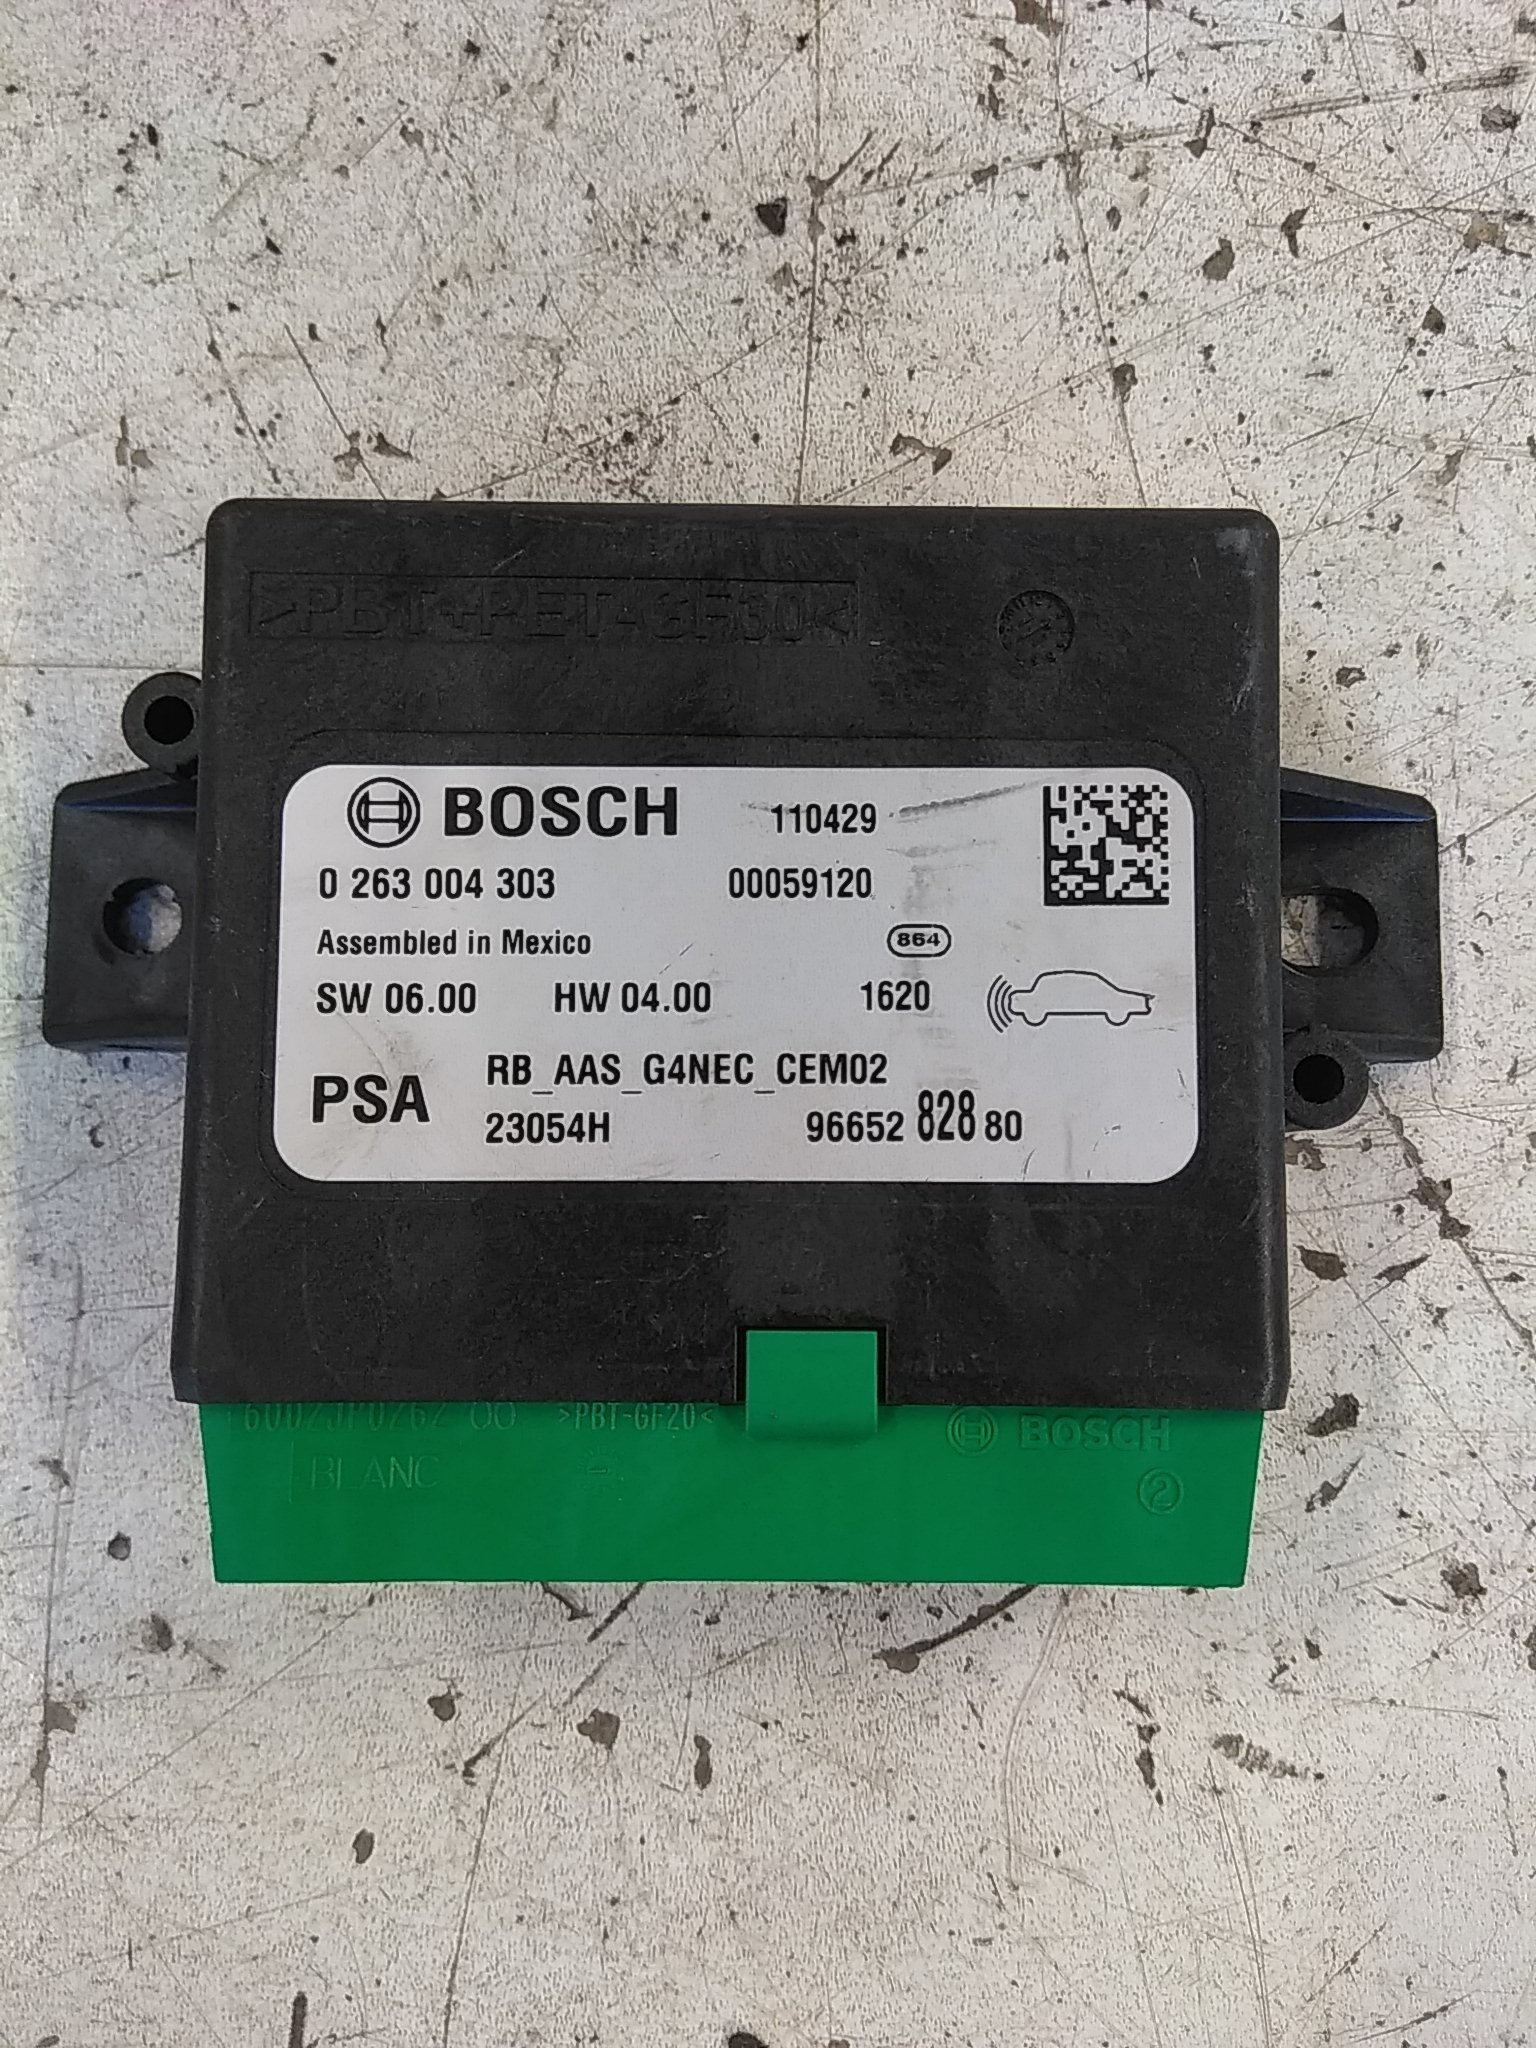 >PBT+PET-GF30<
BOSCH 110429
0 263 004 303 00059120
Assembled in Mexico 864
SW 06.00 HW 04.00 1620
PSA RB_AAS_G4NEC_CEM02
23054H 96652 828 80
>PBT-GF20< BOSCH
BLANC 2